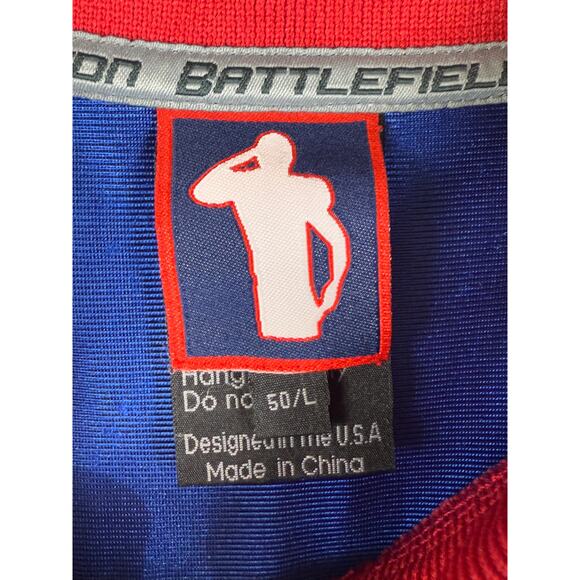 ON BATTLEFIEL
Hang
Do no
50/L
Designed in the U.S.A
Made in China